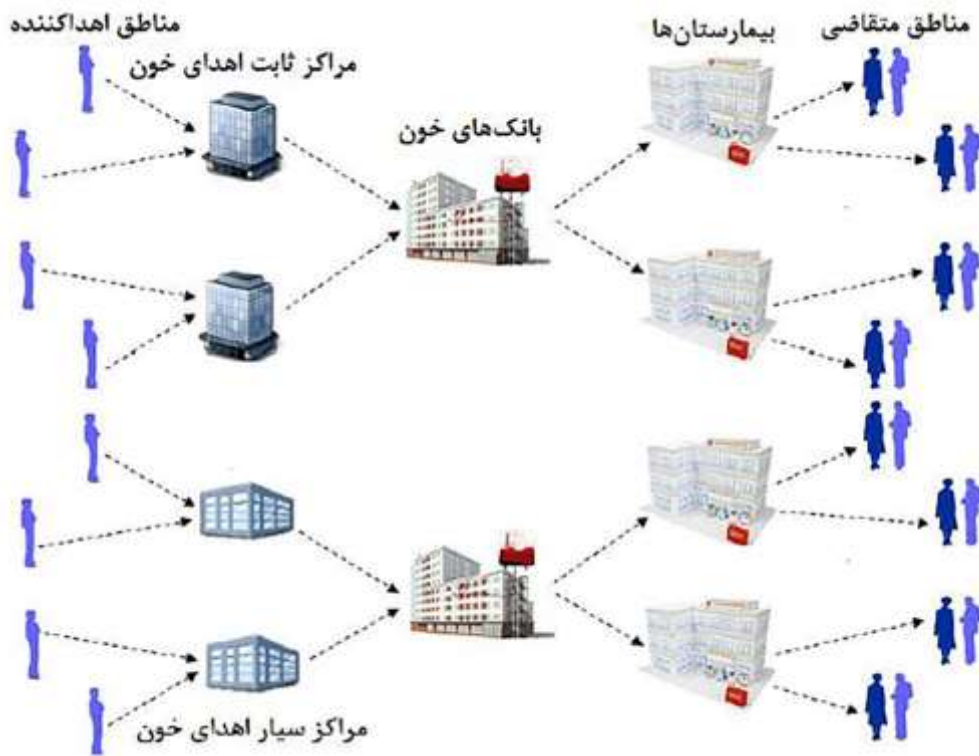 مناطق متقاضی
بیمارستان‌ها
بانک‌های خون
مراکز ثابت اهدای خون
مناطق اهداکننده
مراکز سیار اهدای خون